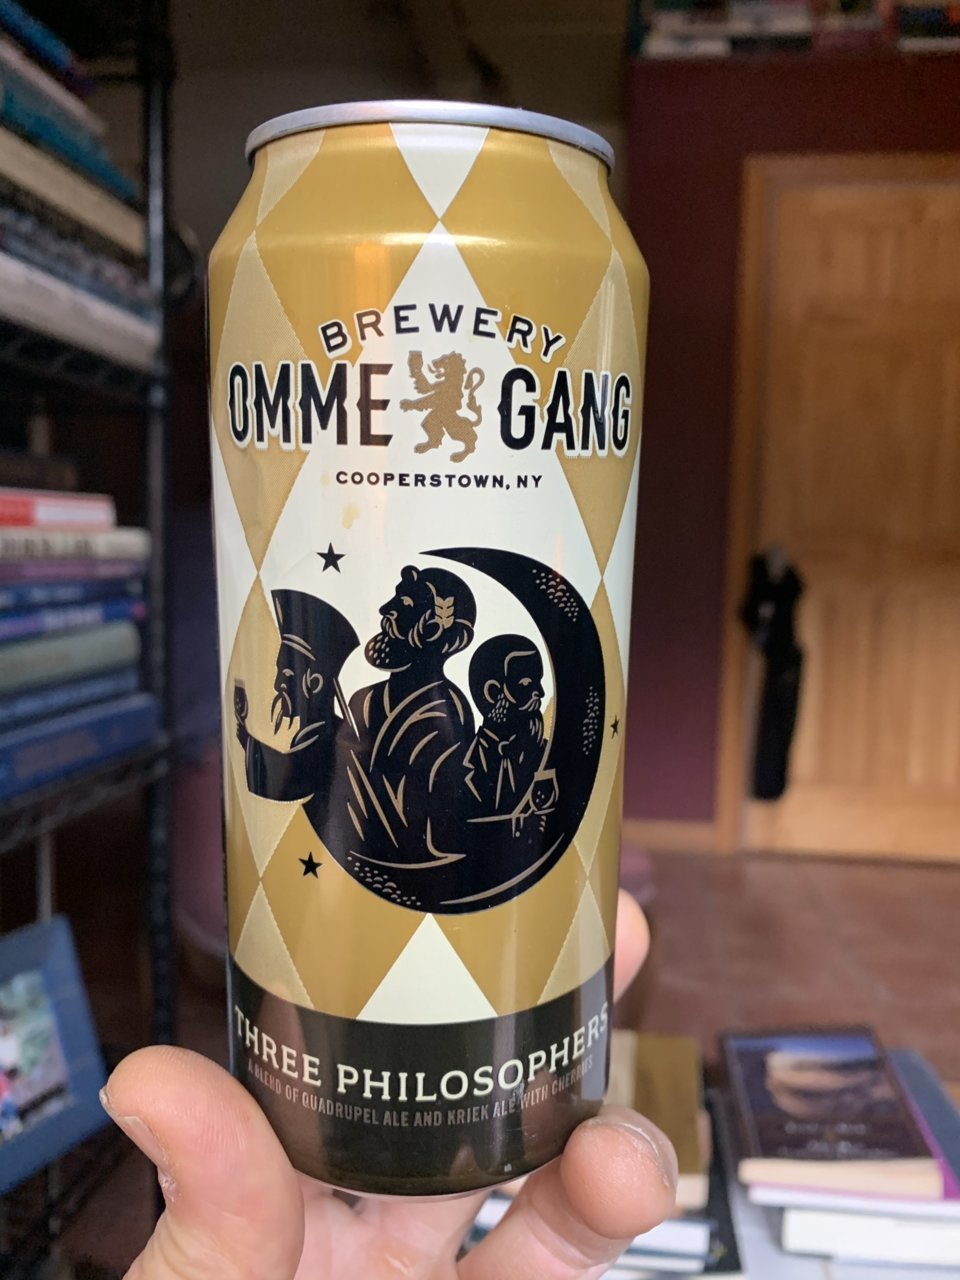 BREWERY
OMME GANG
COOPERSTOWN, NY
THREE PHILOSOPHERS
A BLEND OF QUADRUPEL ALE AND KRIEK ALE WITH CHERRIES